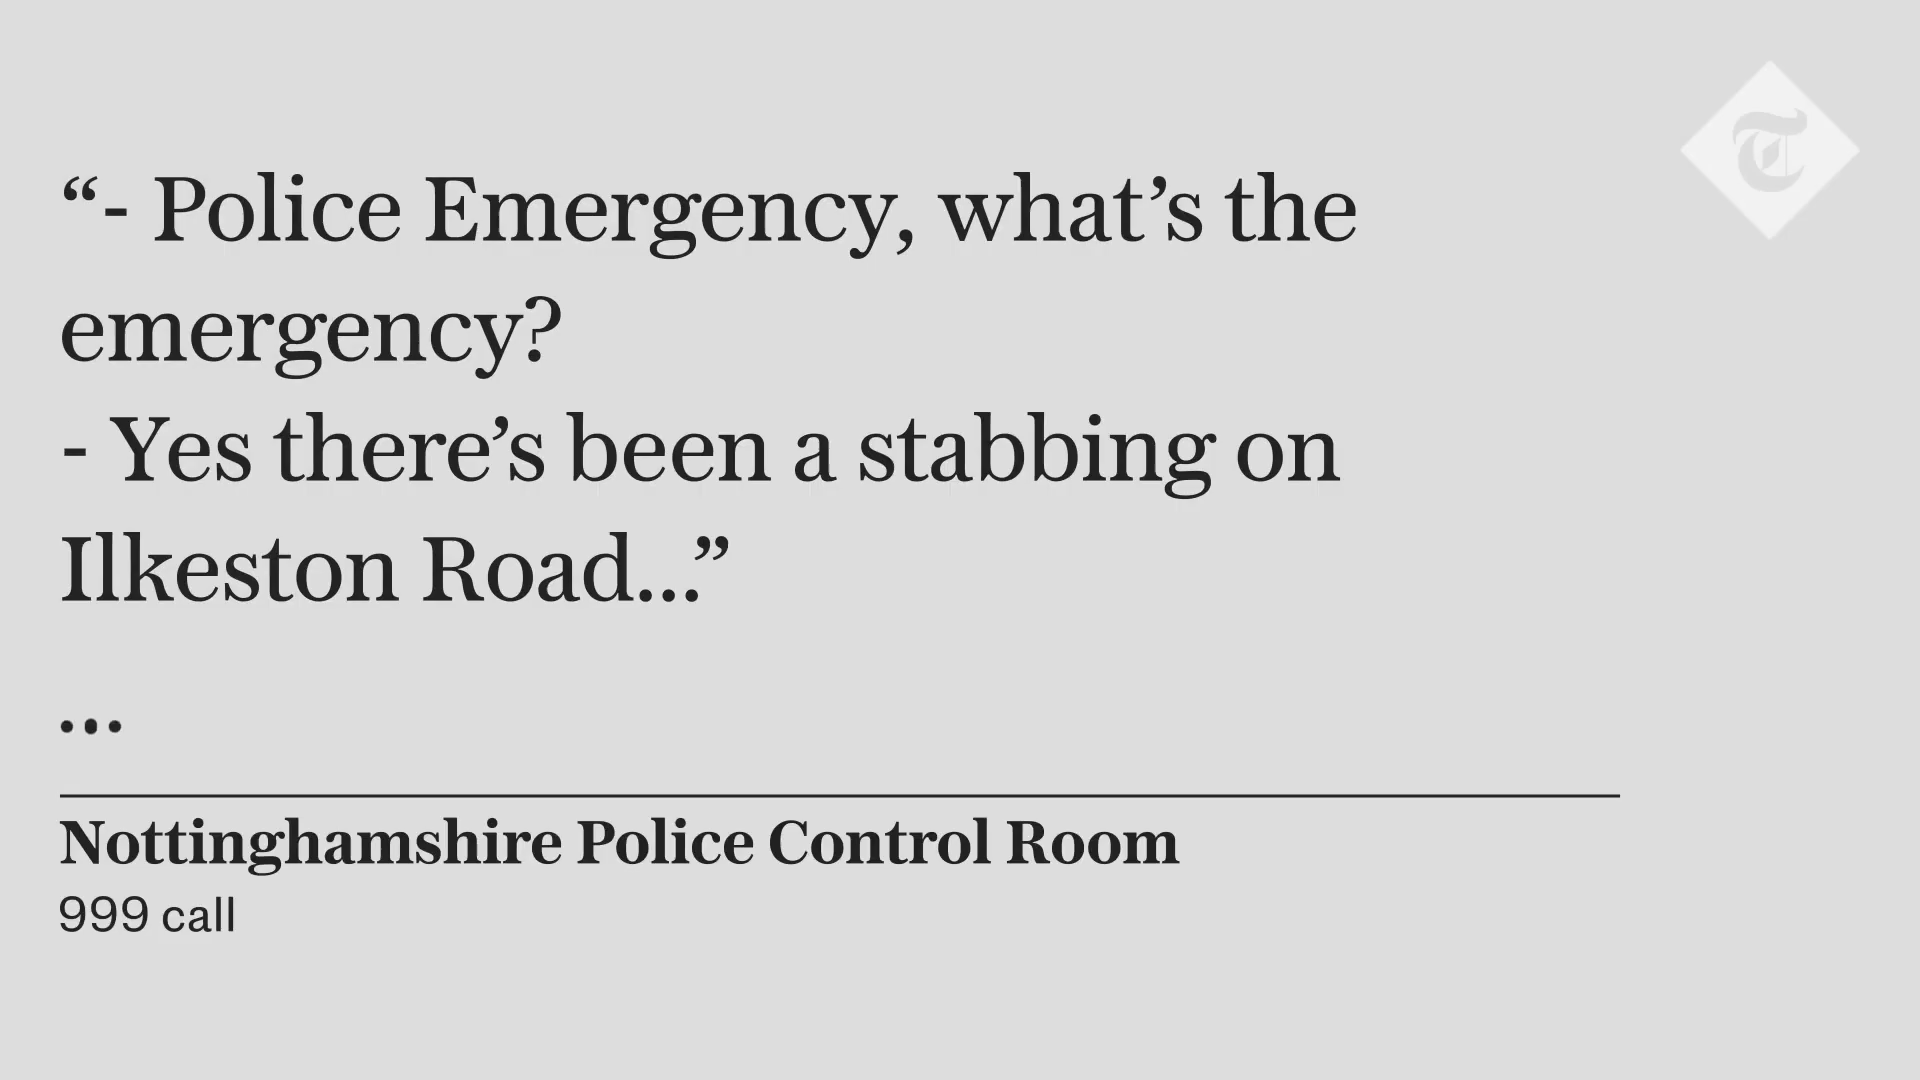 “- Police Emergency, what’s the
emergency?
- Yes there’s been a stabbing on
Ilkeston Road...”
...
Nottinghamshire Police Control Room
999 call
T